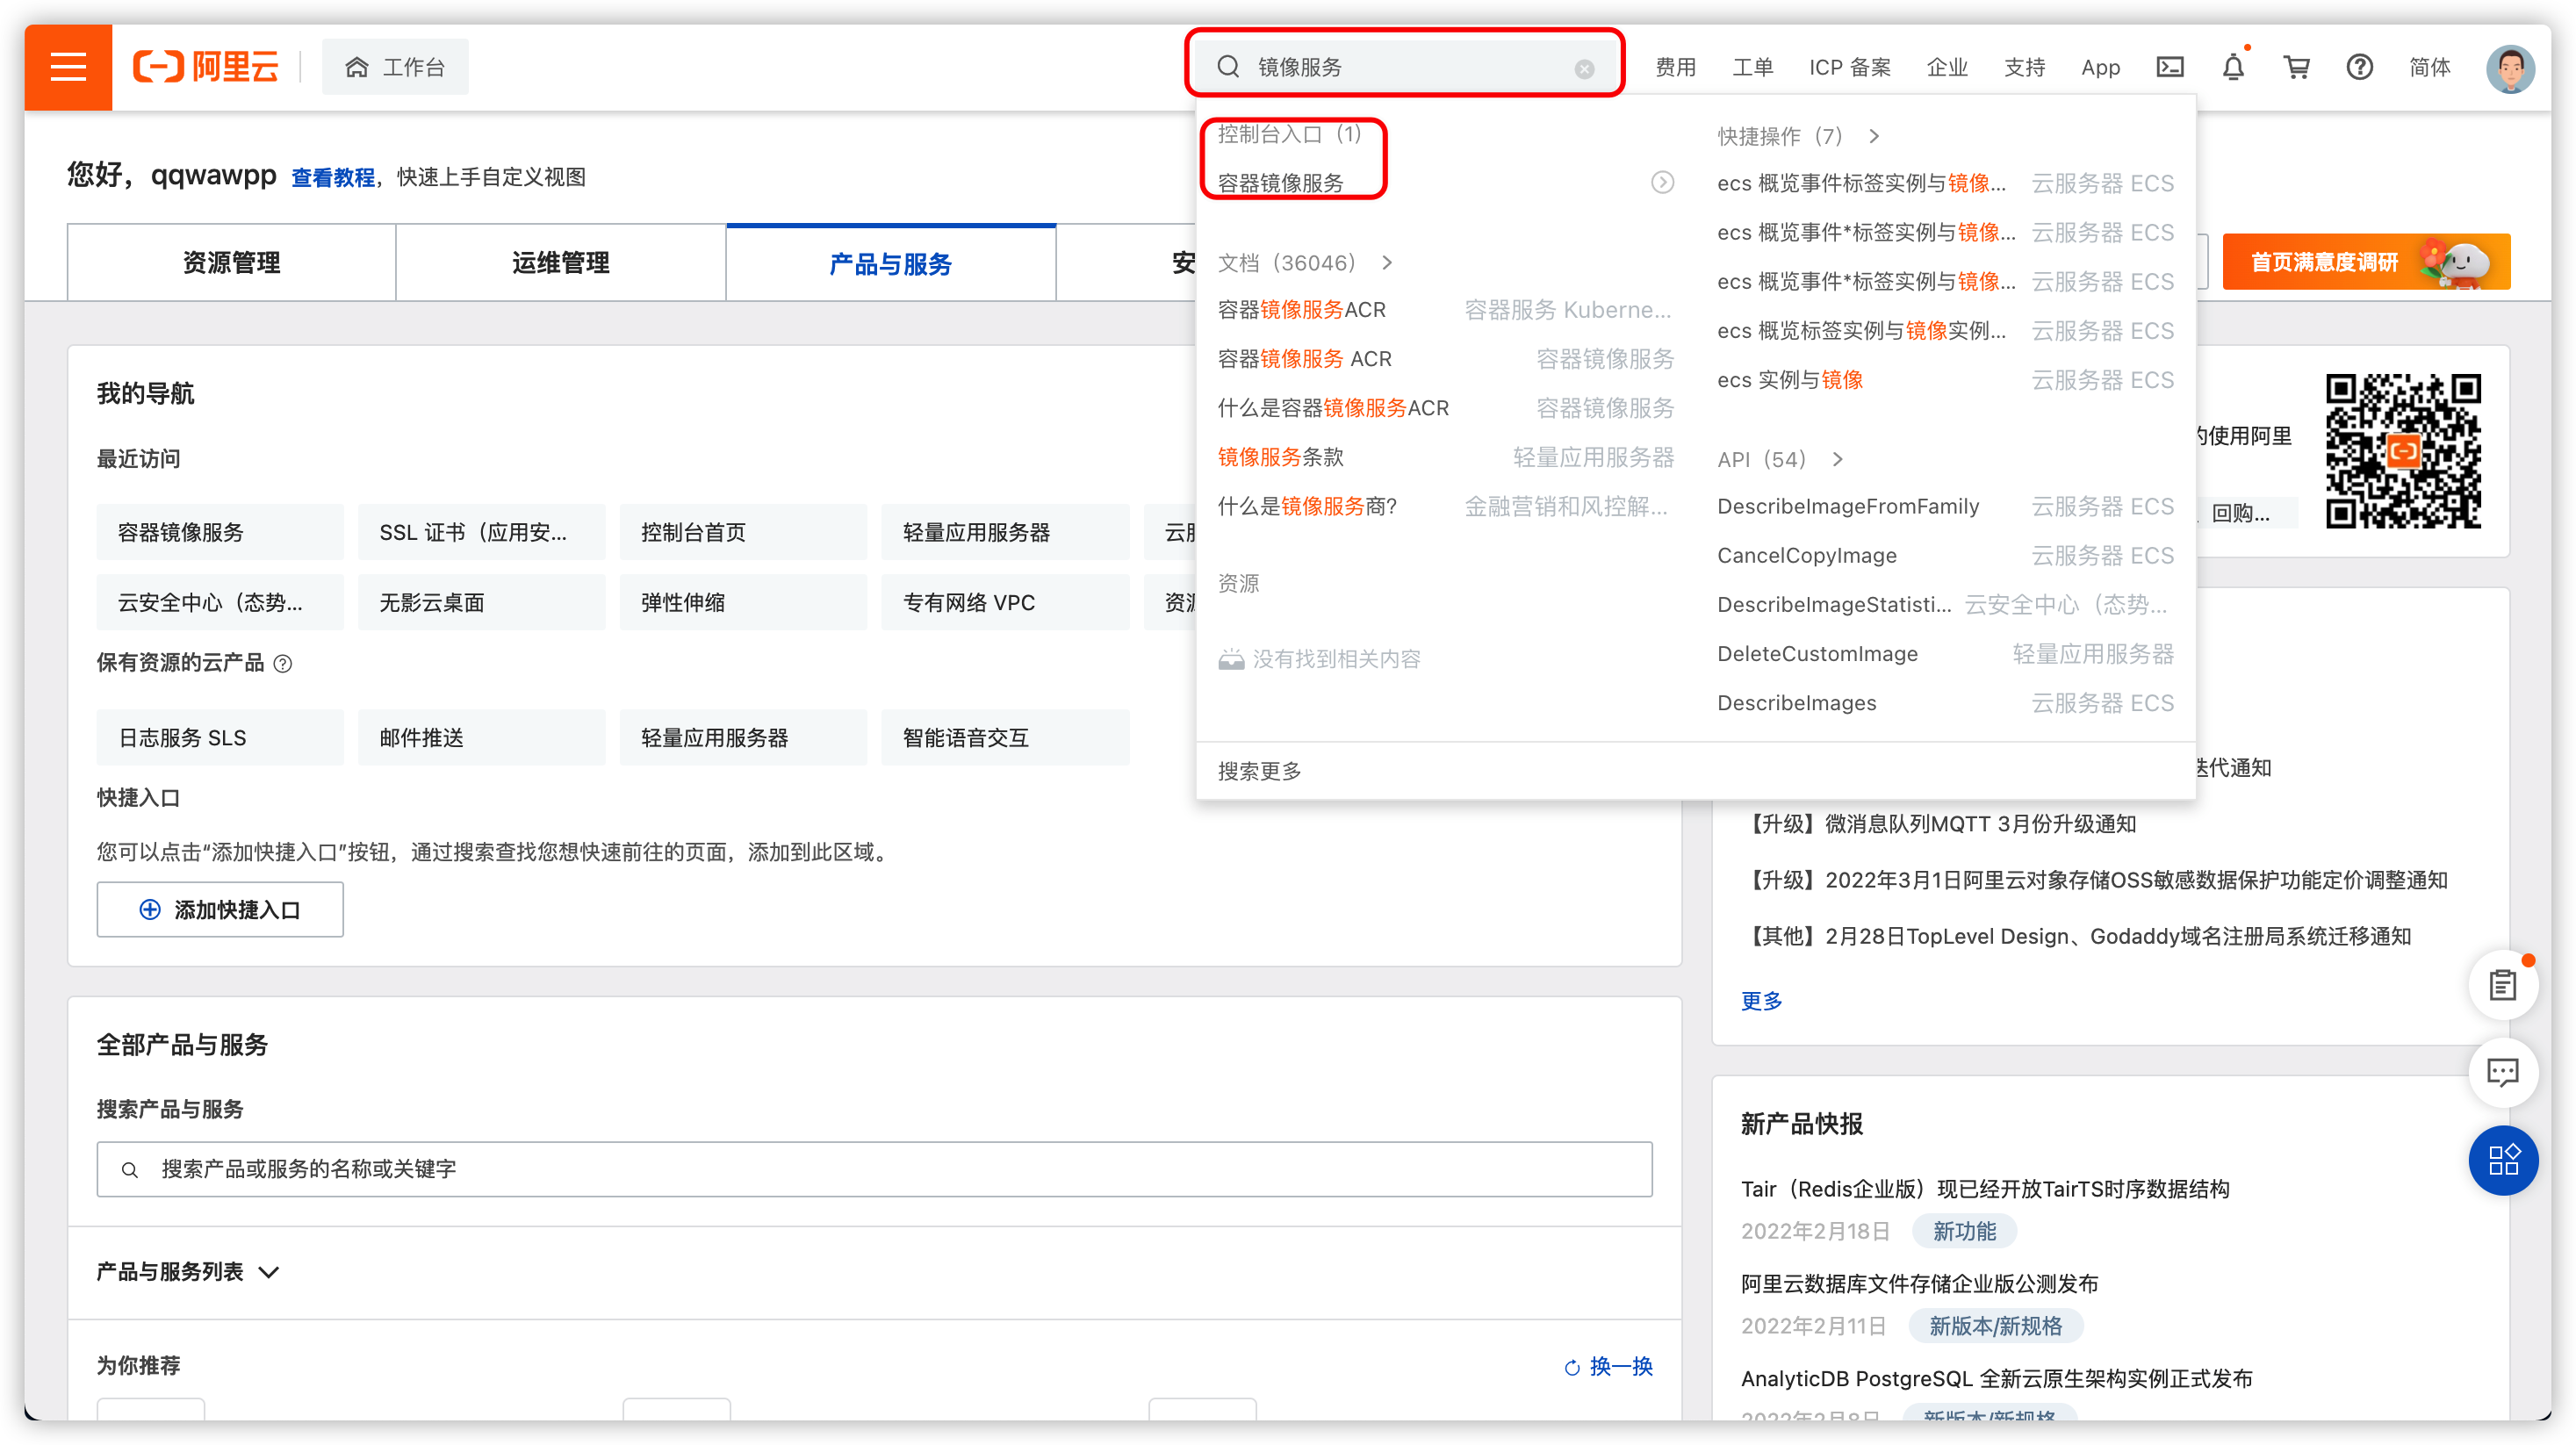 阿里云
工作台
镜像服务
费用
工单
ICP 备案
企业
支持
App
简体
您好，qqwawpp 查看教程，快速上手自定义视图
资源管理
运维管理
产品与服务
安
首页满意度调研
控制台入口（1）
容器镜像服务
文档（36046）
容器镜像服务ACR 容器服务 Kuberne...
容器镜像服务 ACR 容器镜像服务
什么是容器镜像服务ACR 容器镜像服务
镜像服务条款 轻量应用服务器
什么是镜像服务商? 金融营销和风控解...
资源
没有找到相关内容
快捷操作（7）
ecs 概览事件标签实例与镜像... 云服务器 ECS
ecs 概览事件*标签实例与镜像... 云服务器 ECS
ecs 概览事件*标签实例与镜像... 云服务器 ECS
ecs 概览标签实例与镜像实例... 云服务器 ECS
ecs 实例与镜像 云服务器 ECS
API（54）
DescribeImageFromFamily 云服务器 ECS
CancelCopyImage 云服务器 ECS
DescribeImageStatisti... 云安全中心（态势...
DeleteCustomImage 轻量应用服务器
DescribeImages 云服务器 ECS
搜索更多
我的导航
最近访问
容器镜像服务
SSL 证书（应用安...
控制台首页
轻量应用服务器
云服
云安全中心（态势...
无影云桌面
弹性伸缩
专有网络 VPC
资源
保有资源的云产品
日志服务 SLS
邮件推送
轻量应用服务器
智能语音交互
快捷入口
您可以点击“添加快捷入口”按钮，通过搜索查找您想快速前往的页面，添加到此区域。
添加快捷入口
全部产品与服务
搜索产品与服务
搜索产品或服务的名称或关键字
产品与服务列表
为你推荐
换一换
的使用阿里
回购...
迭代通知
【升级】微消息队列MQTT 3月份升级通知
【升级】2022年3月1日阿里云对象存储OSS敏感数据保护功能定价调整通知
【其他】2月28日TopLevel Design、Godaddy域名注册局系统迁移通知
更多
新产品快报
Tair（Redis企业版）现已经开放TairTS时序数据结构
2022年2月18日 新功能
阿里云数据库文件存储企业版公测发布
2022年2月11日 新版本/新规格
AnalyticDB PostgreSQL 全新云原生架构实例正式发布
2022年2月8日 新版本/新规格